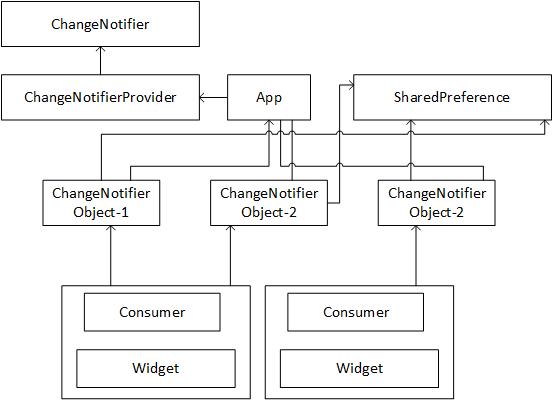 ChangeNotifier
ChangeNotifierProvider
App
SharedPreference
ChangeNotifier
Object-1
ChangeNotifier
Object-2
ChangeNotifier
Object-2
Consumer
Widget
Consumer
Widget